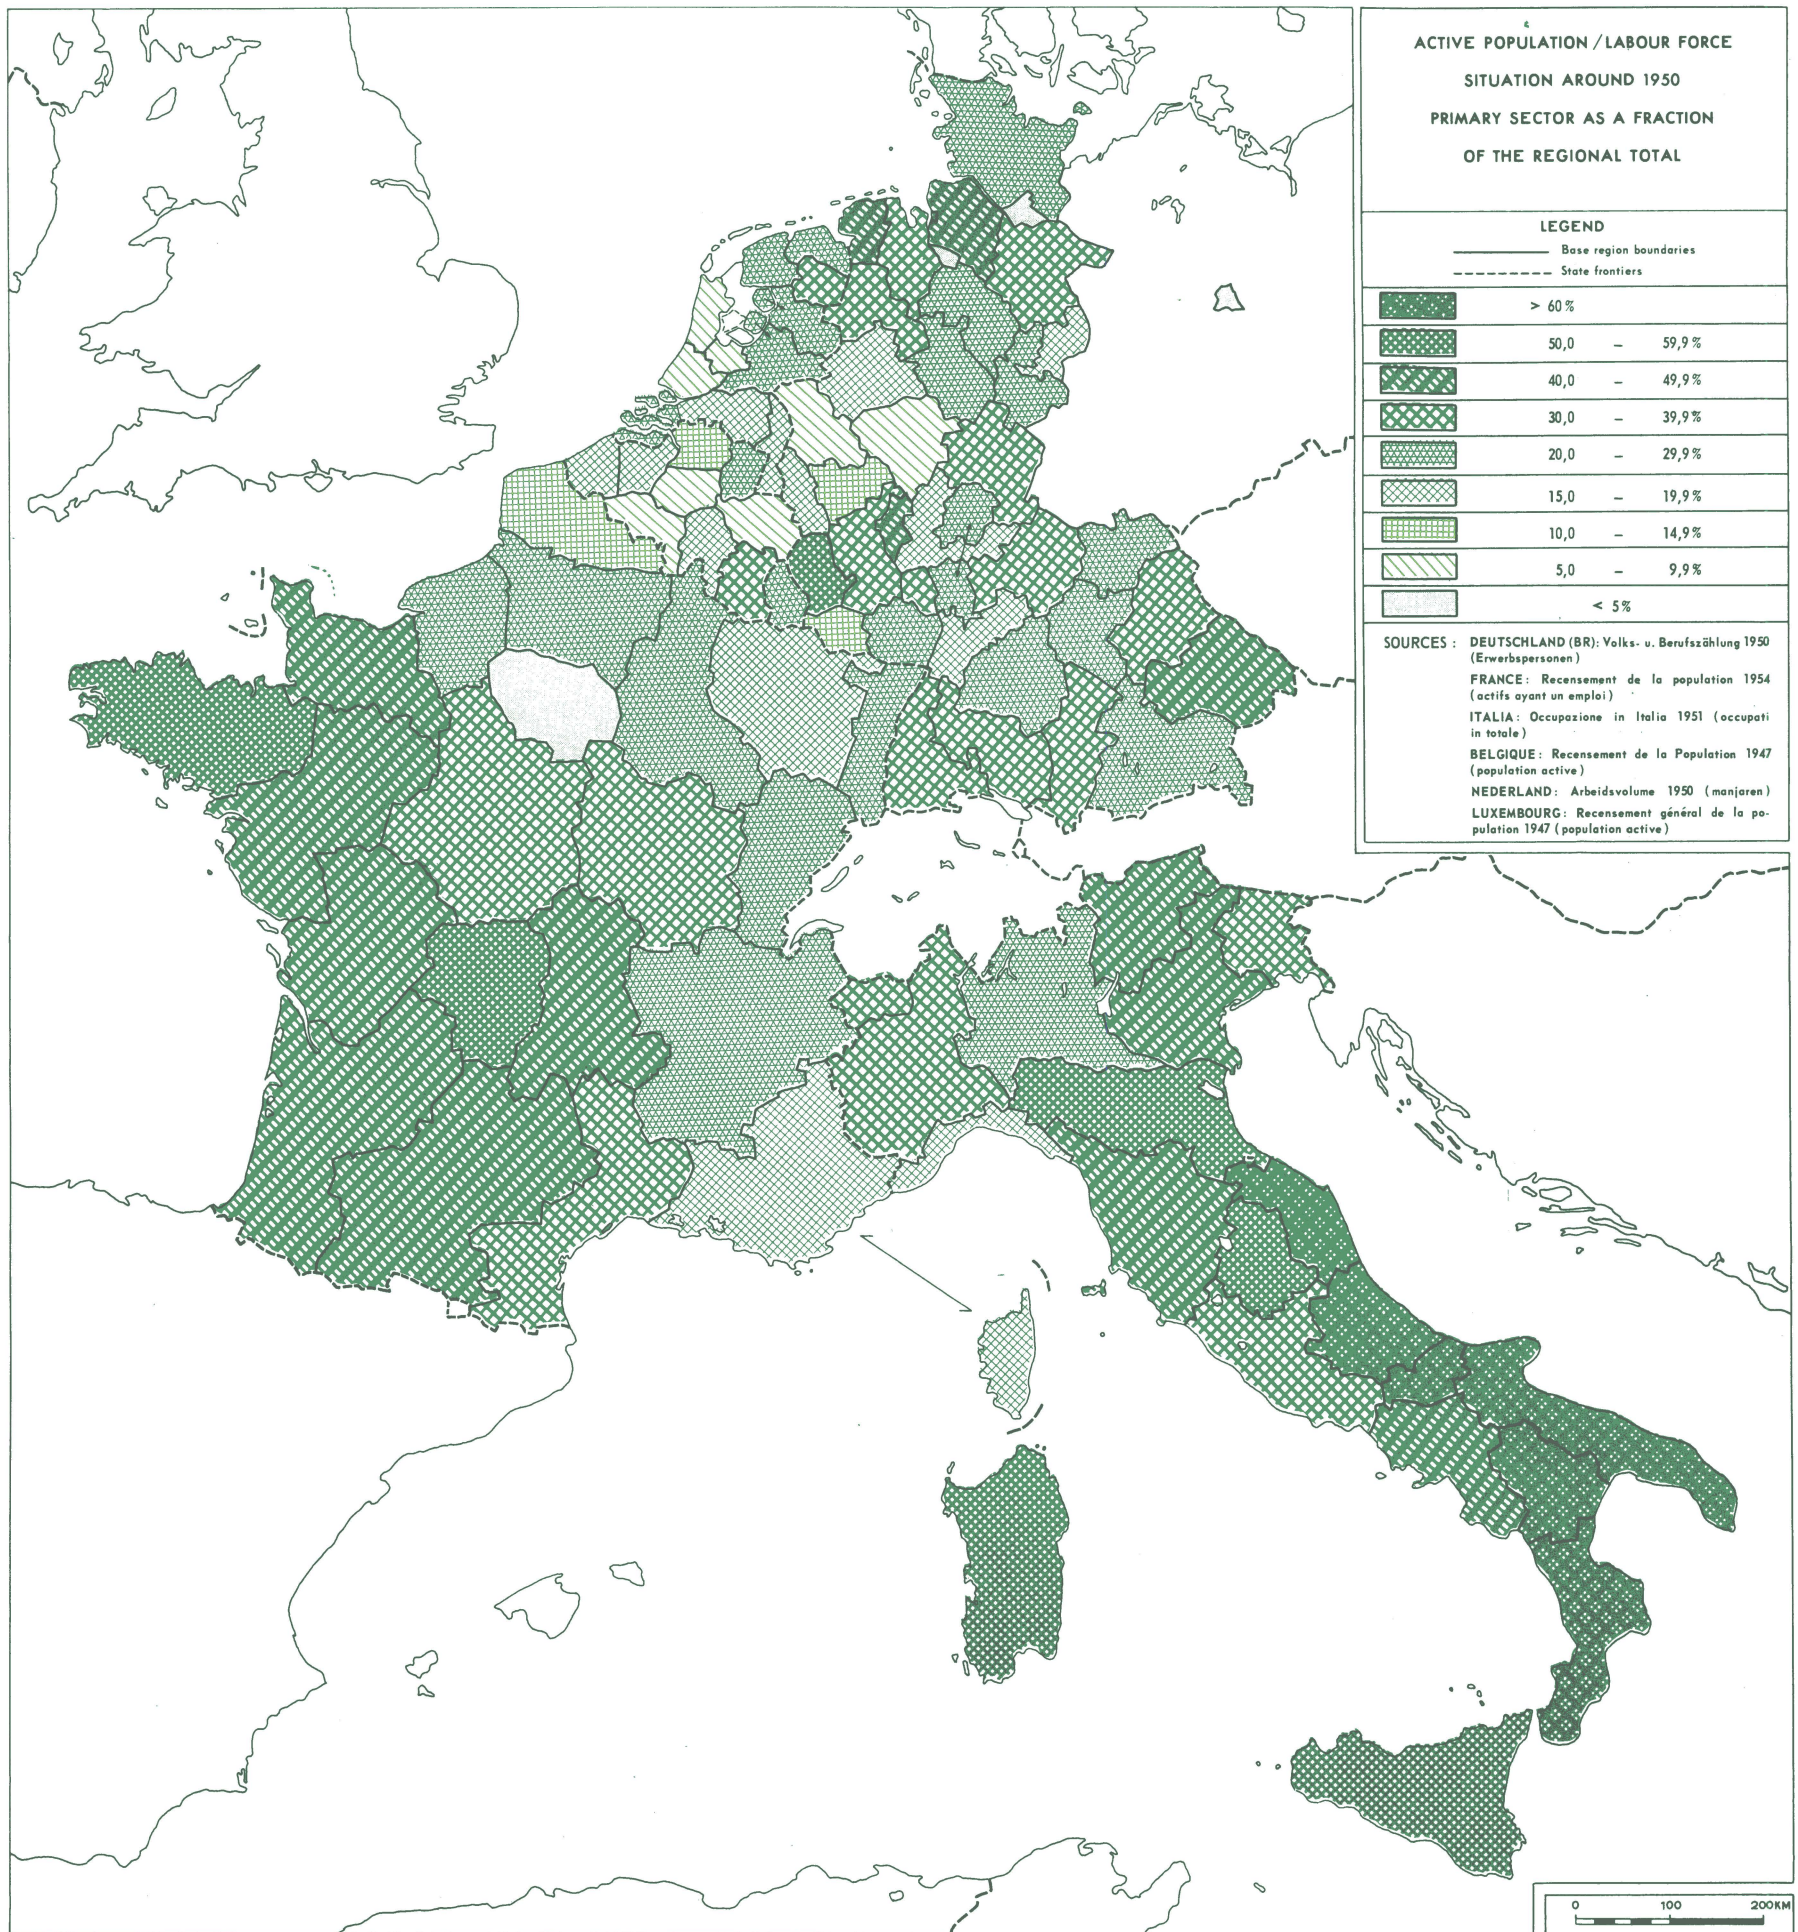 ACTIVE POPULATION / LABOUR FORCE
SITUATION AROUND 1950
PRIMARY SECTOR AS A FRACTION
OF THE REGIONAL TOTAL
LEGEND
Base region boundaries
State frontiers
> 60%
50,0 – 59,9%
40,0 – 49,9%
30,0 – 39,9%
20,0 – 29,9%
15,0 – 19,9%
10,0 – 14,9%
5,0 – 9,9%
< 5%
SOURCES : DEUTSCHLAND (BR): Volks- u. Berufszählung 1950
(Erwerbspersonen)
FRANCE: Recensement de la population 1954
(actifs ayant un emploi)
ITALIA: Occupazione in Italia 1951 (occupati
in totale)
BELGIQUE: Recensement de la Population 1947
(population active)
NEDERLAND: Arbeidsvolume 1950 (manjaren)
LUXEMBOURG: Recensement général de la po-
pulation 1947 (population active)
0 100 200KM